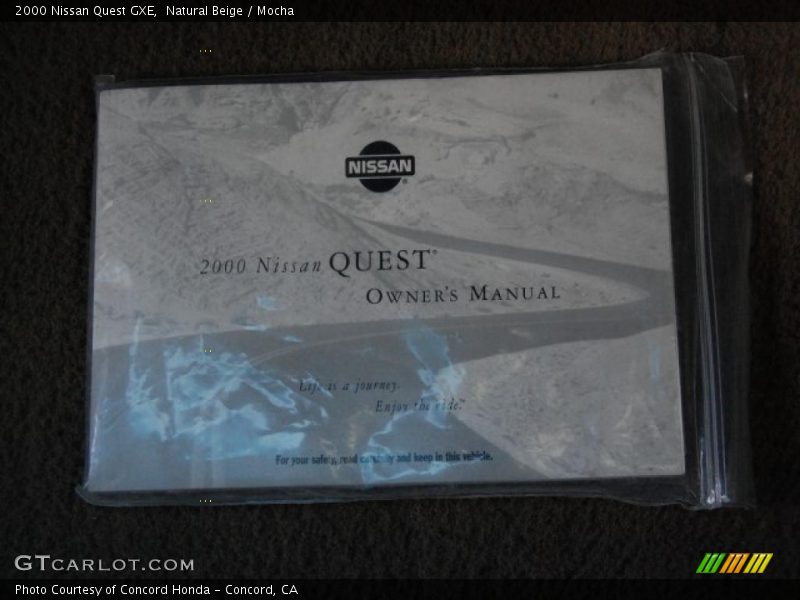 2000 Nissan Quest GXE,  Natural Beige / Mocha
NISSAN
2000 Nissan QUEST®
OWNER'S MANUAL
Life is a journey.
Enjoy the ride.™
For your safety, read carefully and keep in this vehicle.
GTCARLOT.COM
Photo Courtesy of Concord Honda - Concord, CA